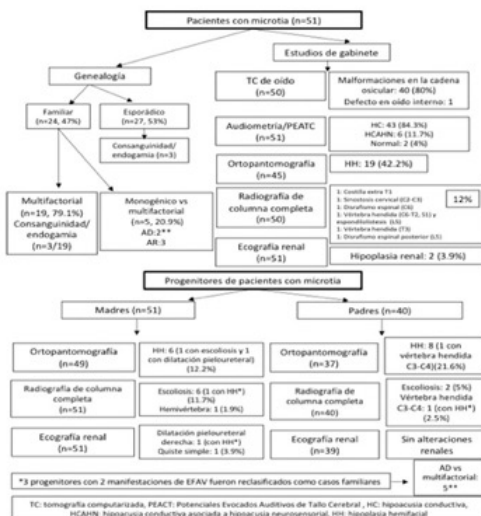 Pacientes con microtia (n=51)
Genealogía
Estudios de gabinete
Familiar
(n=24, 47%)
Esporádico
(n=27, 53%)
Consanguinidad/
endogamia (n=3)
Multifactorial
(n=19, 79.1%)
Consanguinidad/
endogamia
(n=3/19)
Monogénico vs
multifactorial
(n=5, 20.9%)
AD:2**
AR:3
TC de oído
(n=50)
Malformaciones en la cadena
osicular: 40 (80%)
Defecto en oído interno: 1
Audiometría/PEATC
(n=51)
HC: 43 (84.3%)
HCAHN: 6 (11.7%)
Normal: 2 (4%)
Ortopantomografía
(n=45)
HH: 19 (42.2%)
Radiografía de
columna completa
(n=50)
1 Costilla extra T1
1 Sinostosis cervical (C2-C3)
1 Disrafismo espinal (C6)
1 Vértebra hendida (C6-T2, S1) y
espondilolistesis (L5)
1 Vértebra hendida (T3)
1 Disrafismo espinal posterior (L5)
12%
Ecografía renal
(n=51)
Hipoplasia renal: 2 (3.9%)
Progenitores de pacientes con microtia
Madres (n=51)
Padres (n=40)
Ortopantomografía
(n=49)
HH: 6 (1 con escoliosis y 1
con dilatación pieloureteral)
(12.2%)
Radiografía de columna
completa
(n=51)
Escoliosis: 6 (1 con HH*)
(11.7%)
Hemivértebra: 1 (1.9%)
Ecografía renal
(n=51)
Dilatación pieloureteral
derecha: 1 (con HH*)
Quiste simple: 1 (3.9%)
Ortopantomografía
(n=37)
HH: 8 (1 con
vértebra hendida
C3-C4)(21.6%)
Radiografía de
columna completa
(n=40)
Escoliosis: 2 (5%)
Vértebra hendida
C3-C4: 1 (con HH*)
(2.5%)
Ecografía renal
(n=39)
Sin alteraciones
renales
*3 progenitores con 2 manifestaciones de EFAV fueron reclasificados como casos familiares
AD vs
multifactorial:
5**
TC: tomografía computarizada, PEACT: Potenciales Evocados Auditivos de Tallo Cerebral , HC: hipoacusia conductiva,
HCAHN: hipoacusia conductiva asociada a hipoacusia neurosensorial, HH: hipoplasia hemifacial